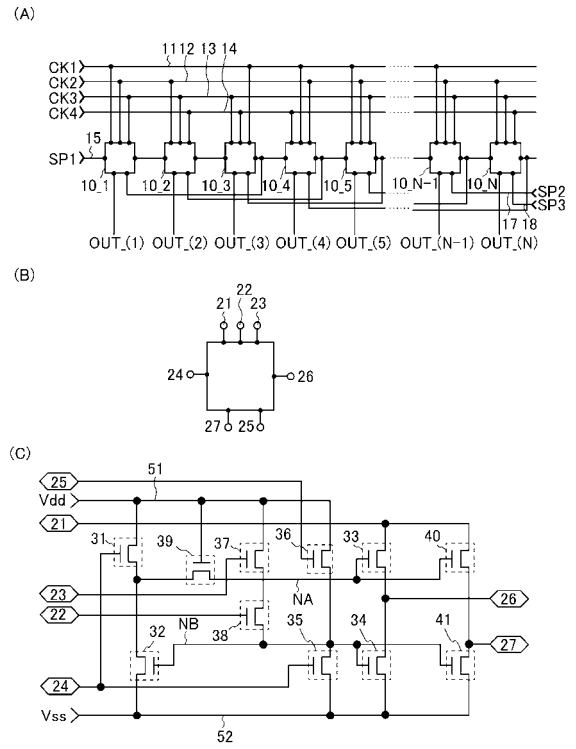 (A)
11 12 13 14
CK1
CK2
CK3
CK4
15
SP1
10_1 10_2 10_3 10_4 10_5 10_N-1 10_N
SP2
SP3
17 18
OUT_(1) OUT_(2) OUT_(3) OUT_(4) OUT_(5) OUT_(N-1) OUT_(N)
(B)
21 22 23
24 26
27 25
(C)
25 51
Vdd
21
31 39 37 36 33 40
23 NA 26
22
32 NB 38 35 34 41 27
24
Vss
52